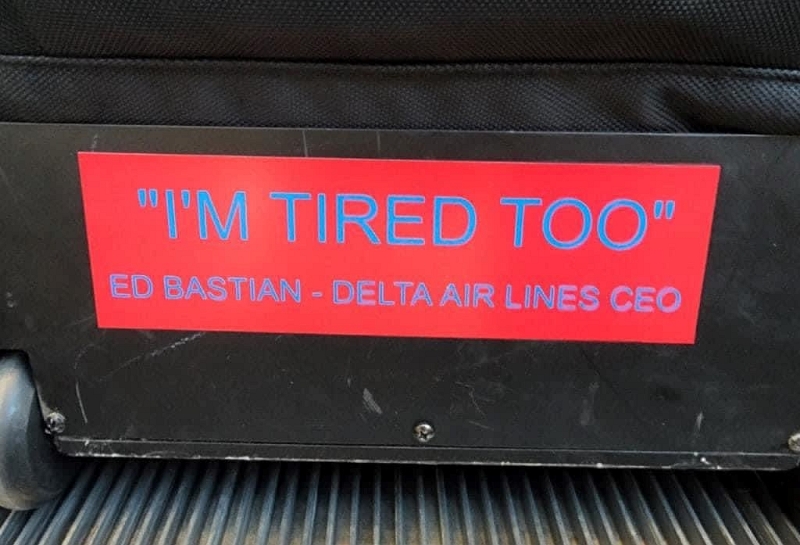 "I'M TIRED TOO"
ED BASTIAN - DELTA AIR LINES CEO